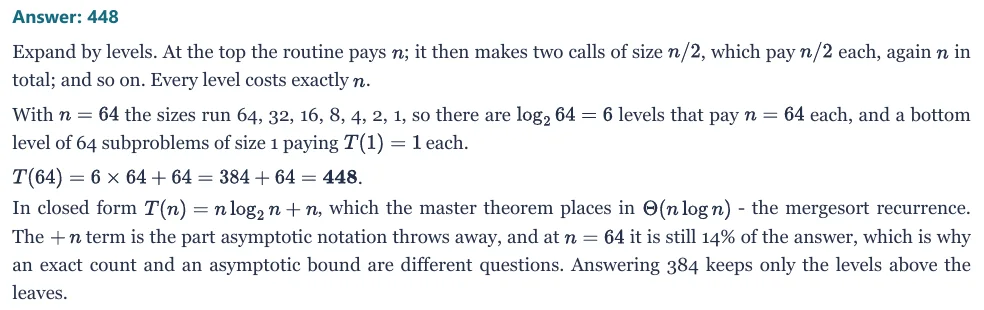 Answer: 448
Expand by levels. At the top the routine pays n; it then makes two calls of size n/2, which pay n/2 each, again n in
total; and so on. Every level costs exactly n.
With n = 64 the sizes run 64, 32, 16, 8, 4, 2, 1, so there are log₂ 64 = 6 levels that pay n = 64 each, and a bottom
level of 64 subproblems of size 1 paying T(1) = 1 each.
T(64) = 6 × 64 + 64 = 384 + 64 = 448.
In closed form T(n) = n log₂ n + n, which the master theorem places in Θ(n log n) - the mergesort recurrence.
The +n term is the part asymptotic notation throws away, and at n = 64 it is still 14% of the answer, which is why
an exact count and an asymptotic bound are different questions. Answering 384 keeps only the levels above the
leaves.